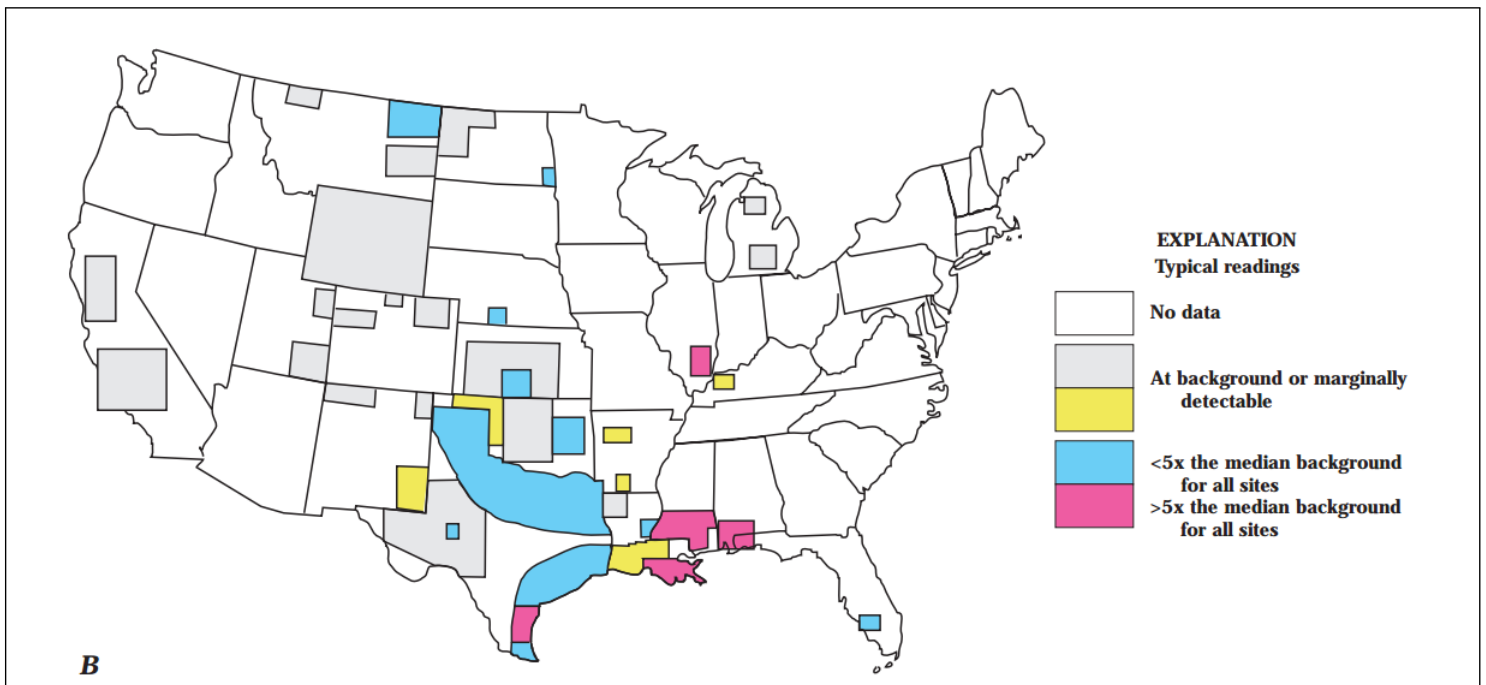 EXPLANATION
Typical readings
No data
At background or marginally
detectable
<5x the median background
for all sites
>5x the median background
for all sites
B